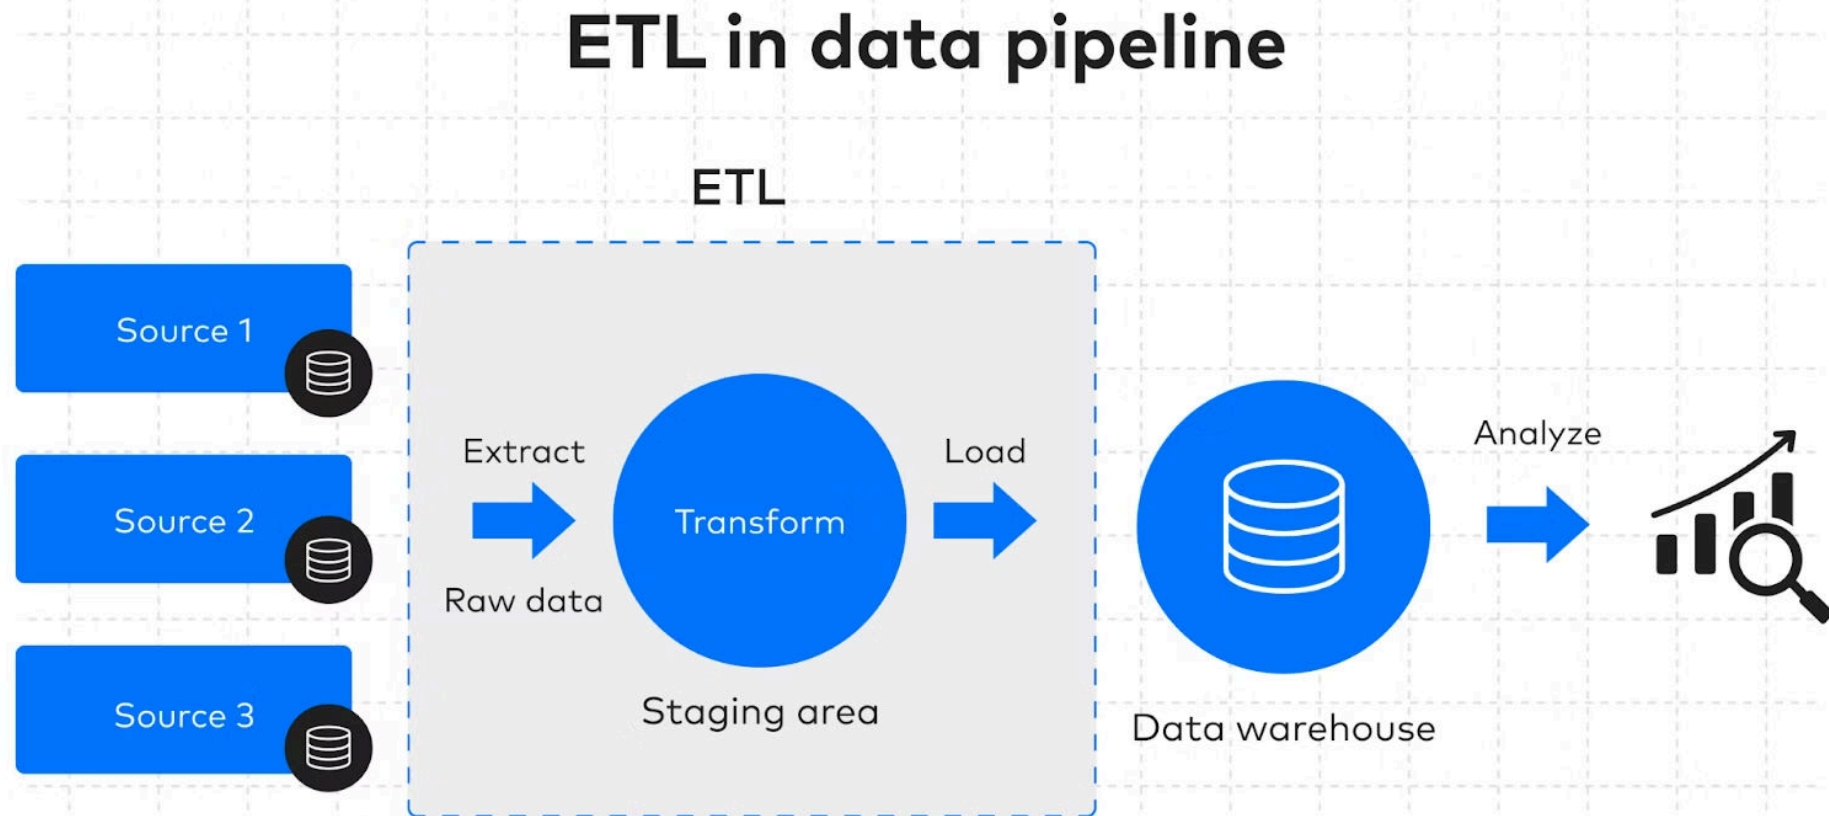 ETL in data pipeline
ETL
Source 1
Source 2
Source 3
Extract
Raw data
Transform
Staging area
Load
Data warehouse
Analyze